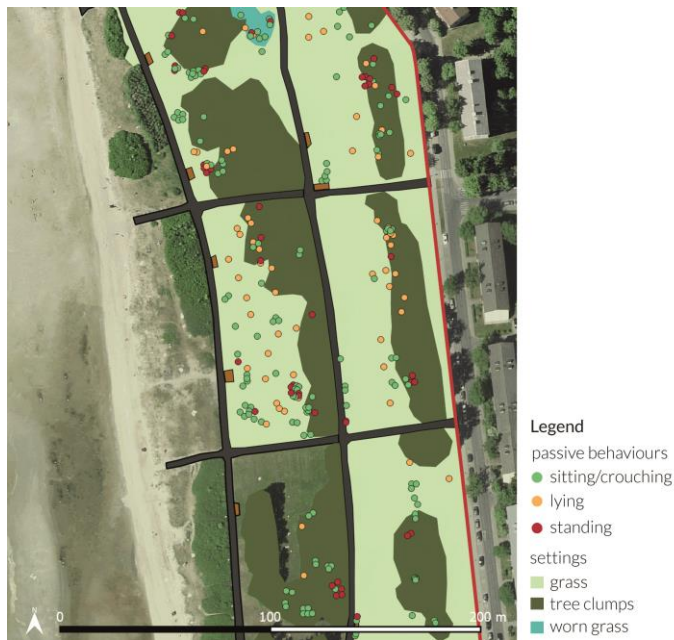 Legend
passive behaviours
sitting/crouching
lying
standing
settings
grass
tree clumps
worn grass
N
0 100 200 m